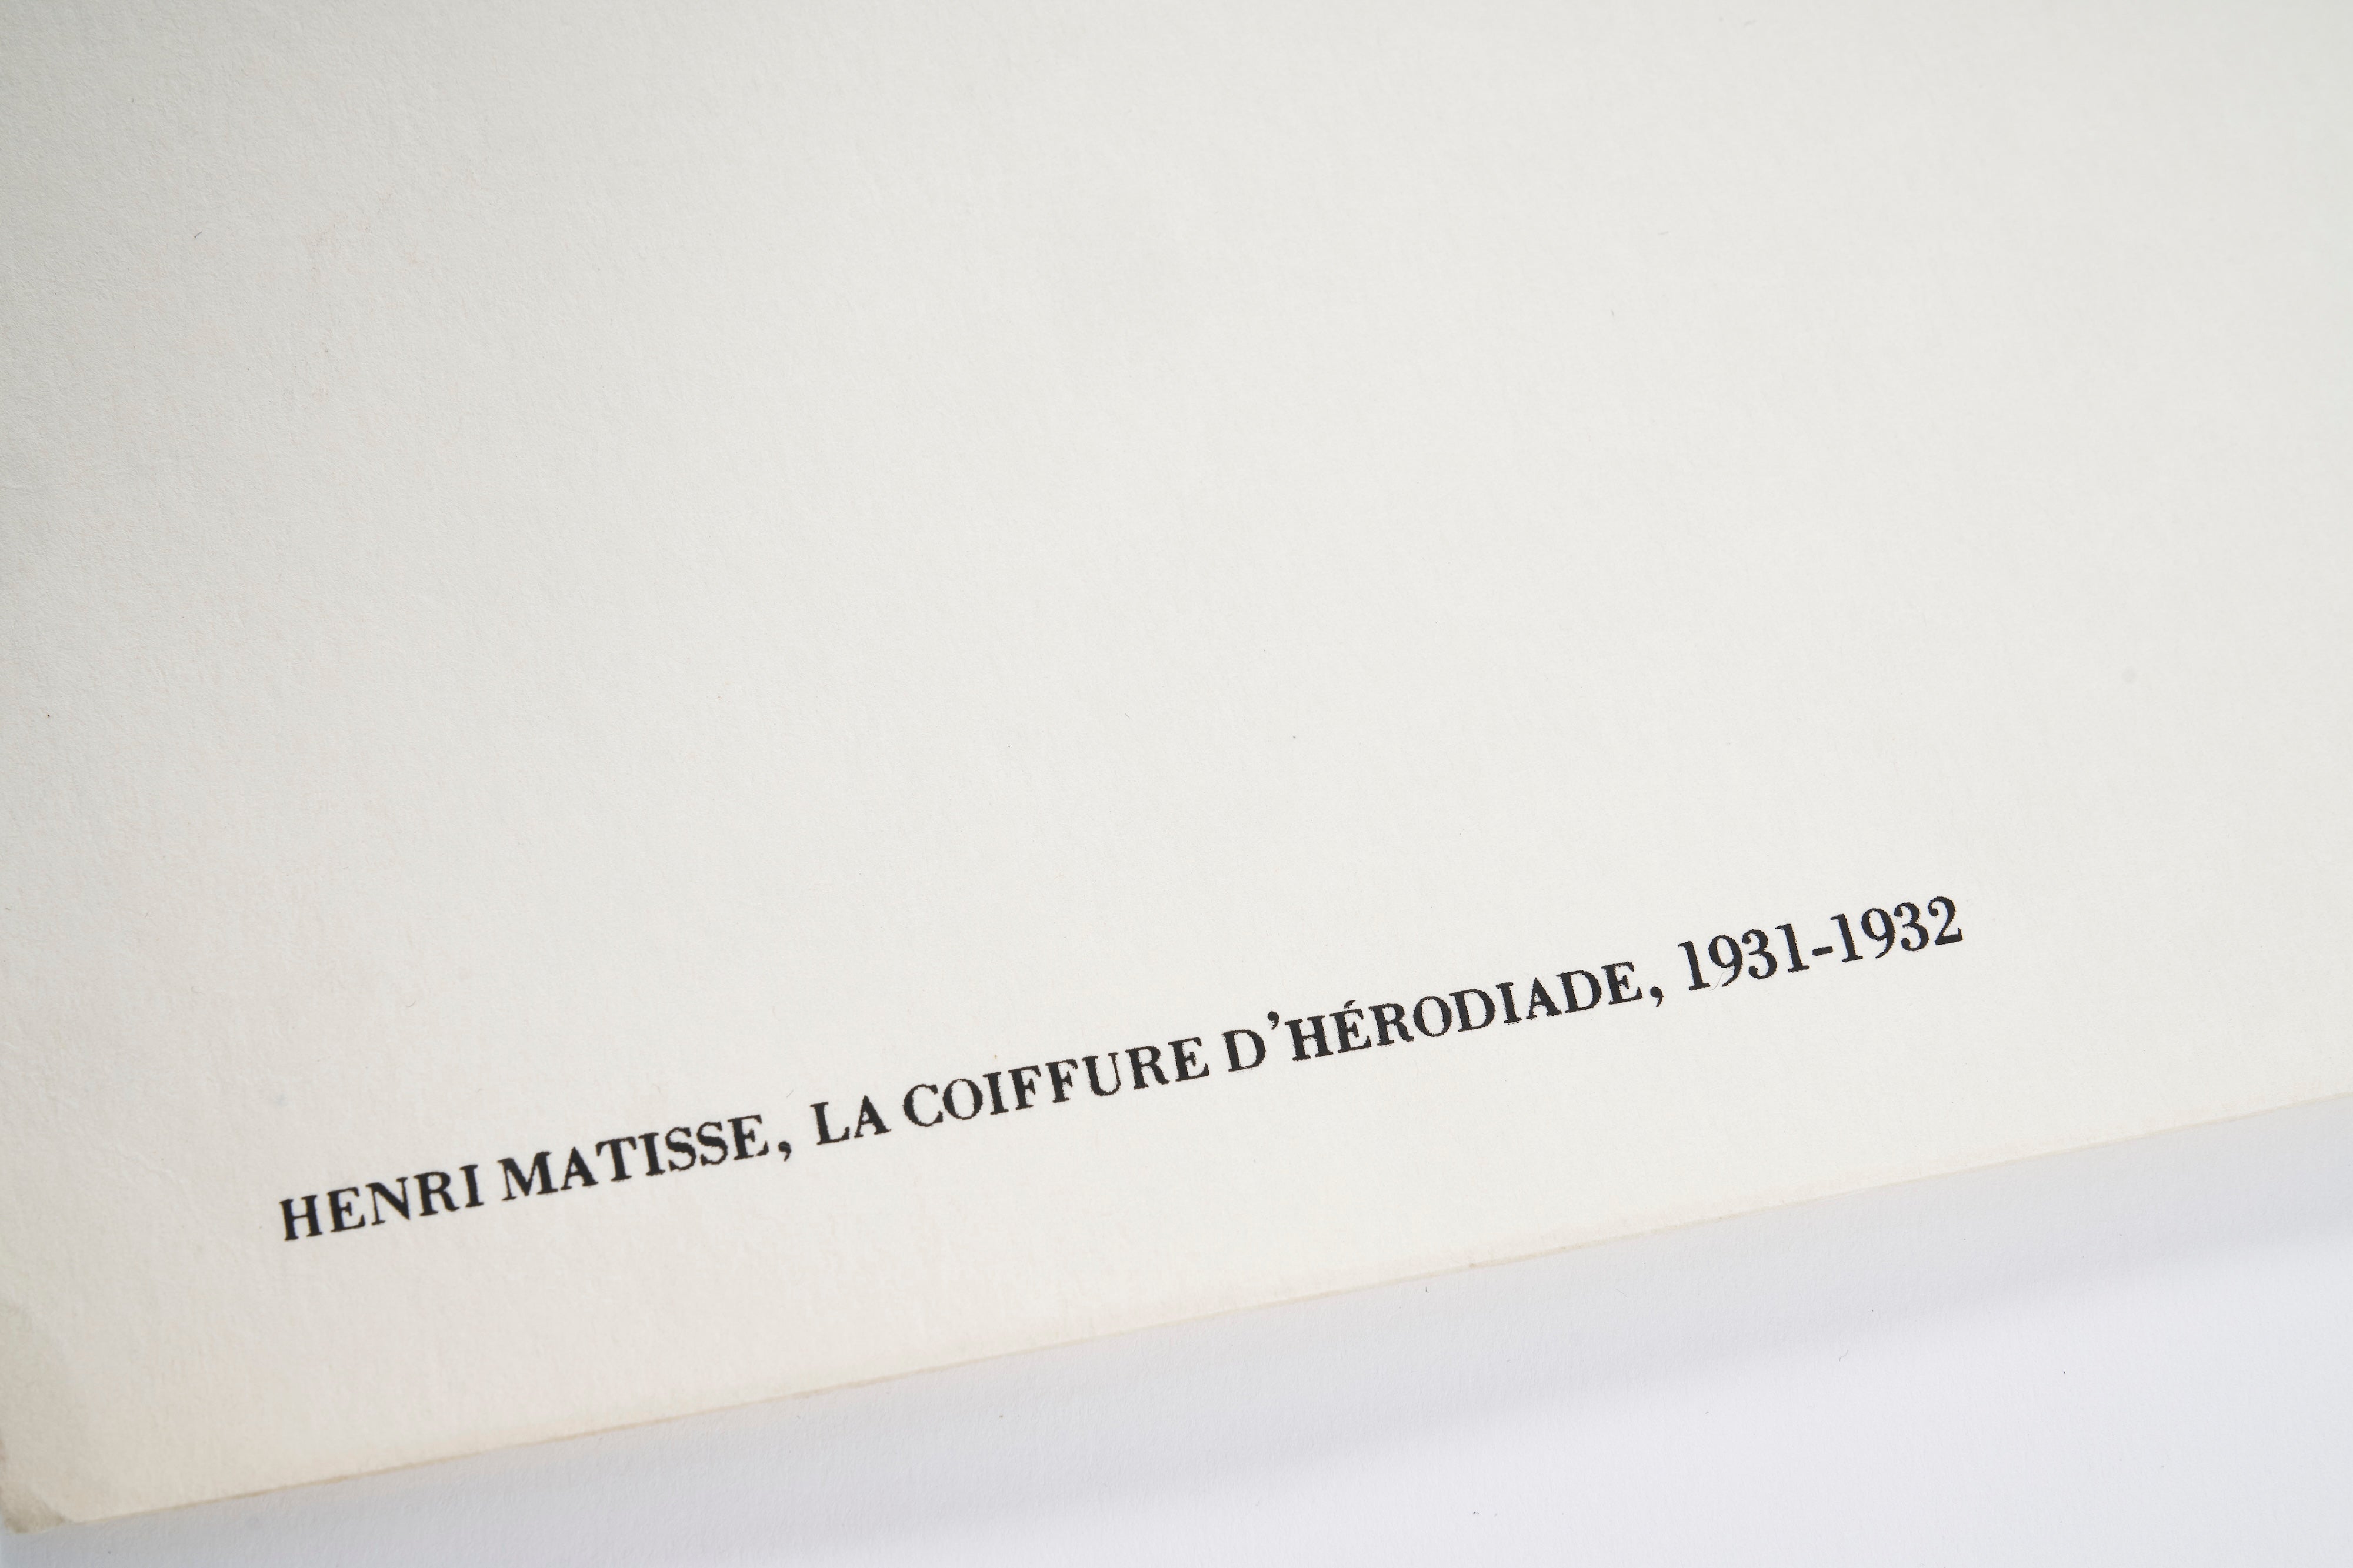 HENRI MATISSE, LA COIFFURE D’HÉRODIADE, 1931-1932